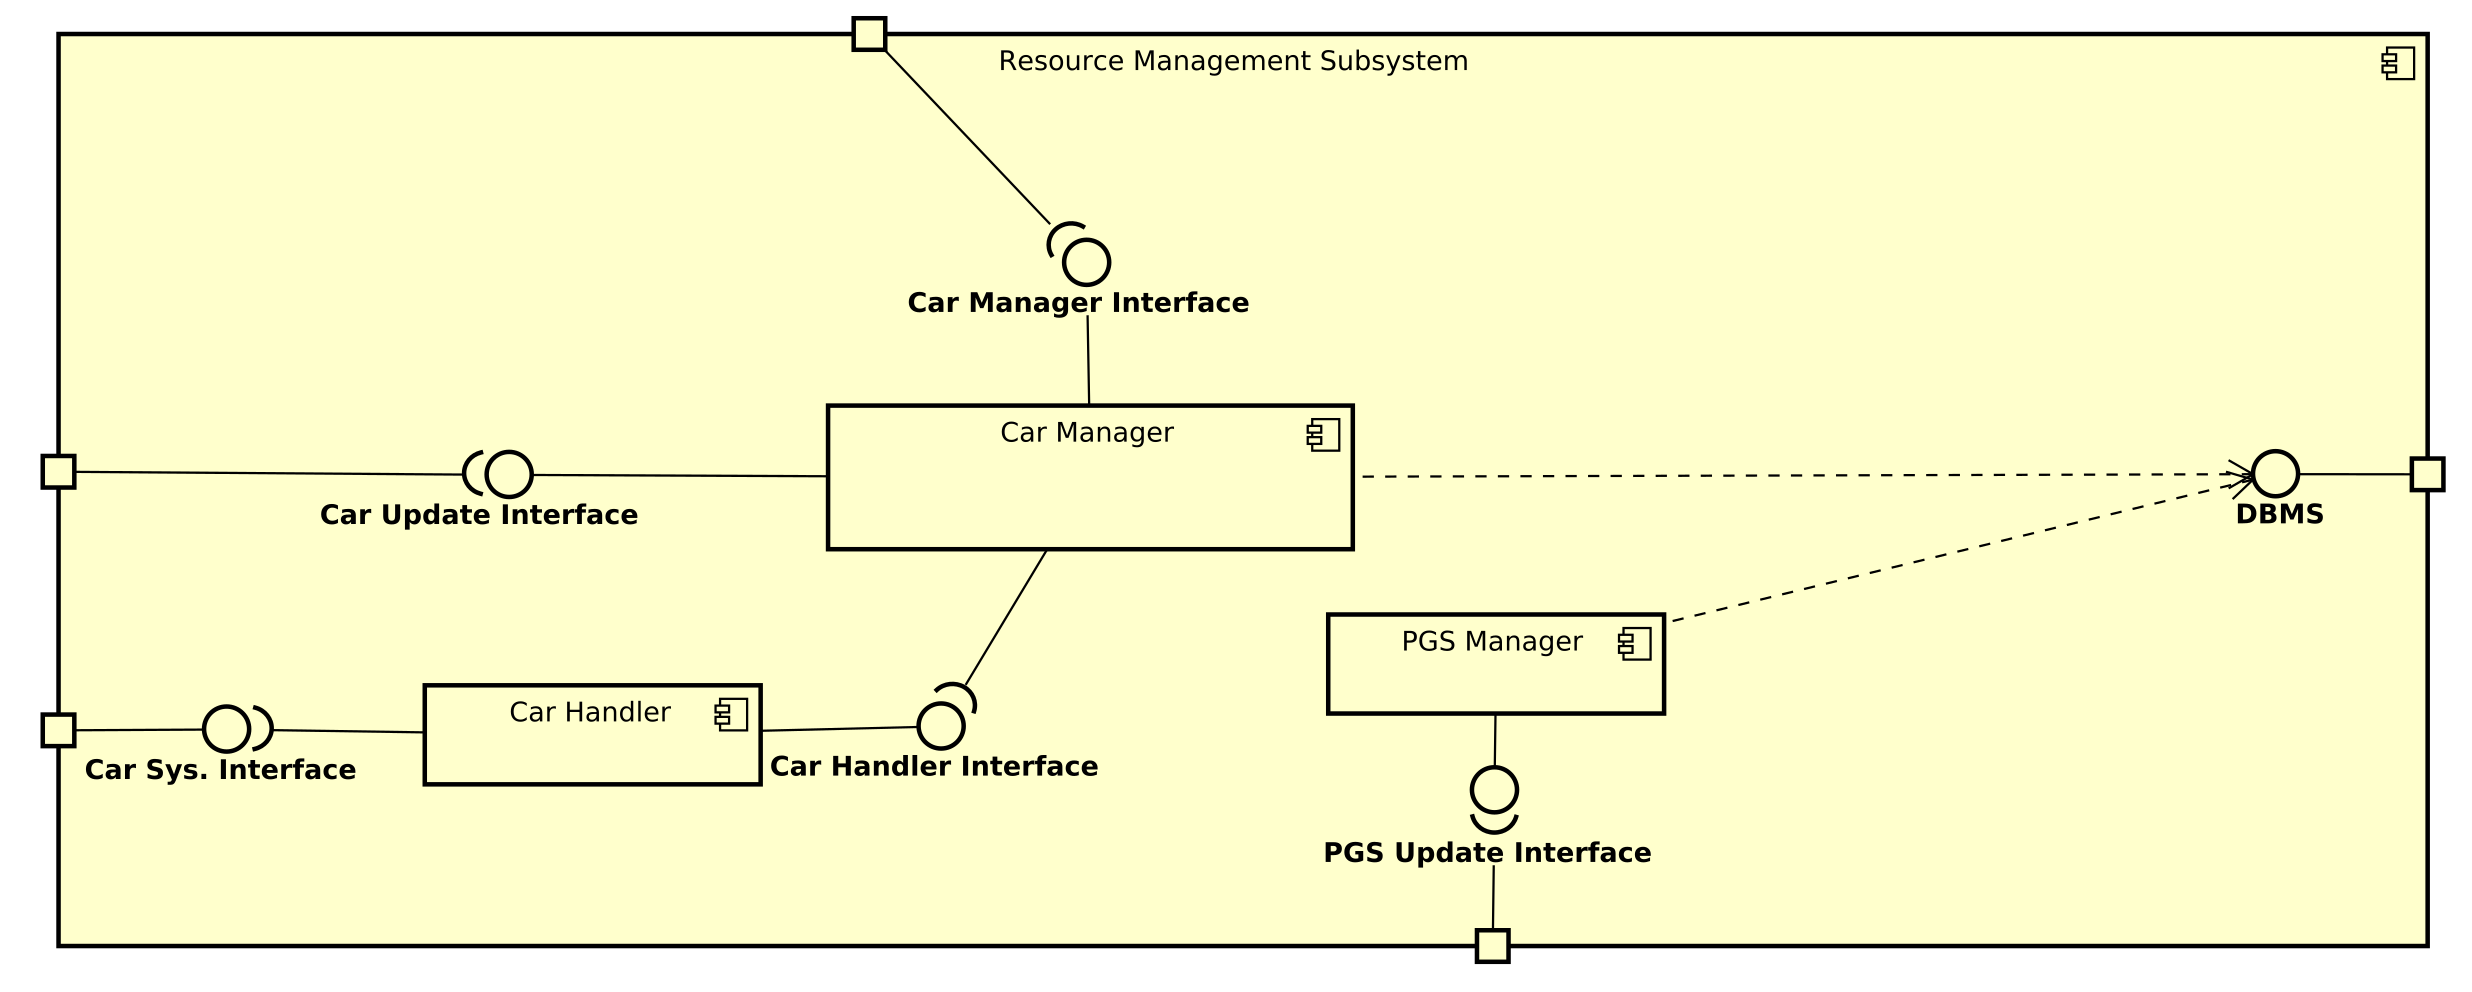 Resource Management Subsystem
Car Manager Interface
Car Manager
Car Update Interface
DBMS
PGS Manager
Car Handler
Car Sys. Interface
Car Handler Interface
PGS Update Interface